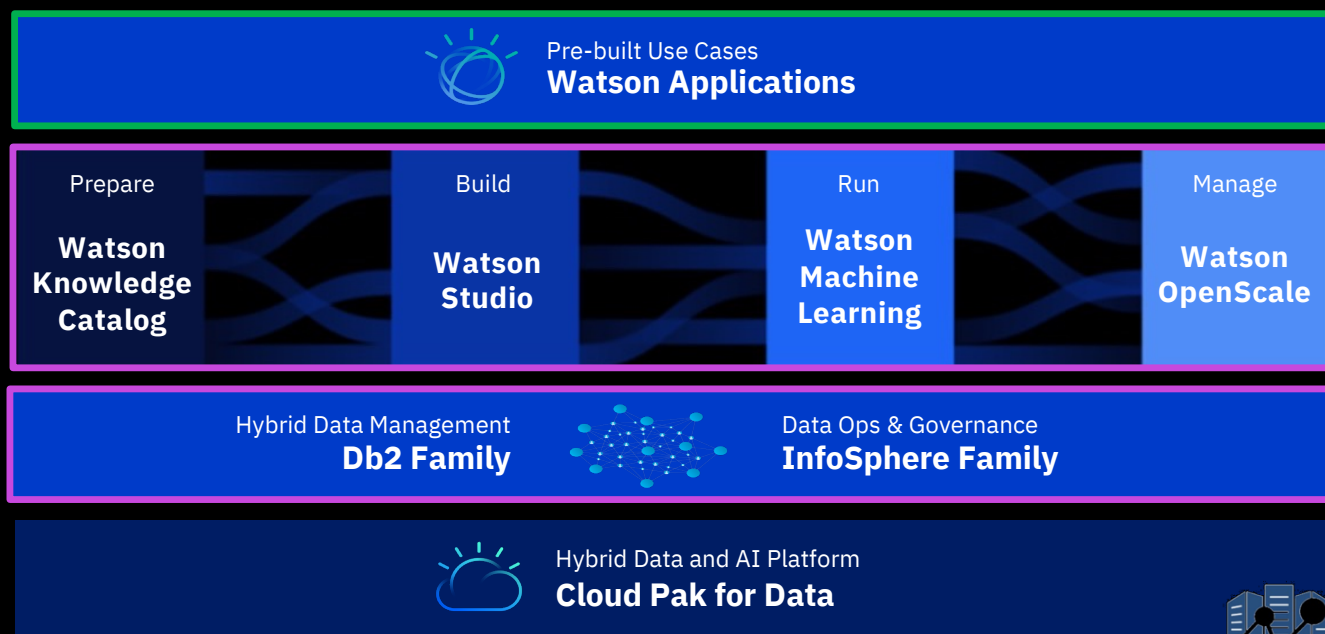 Pre-built Use Cases
Watson Applications
Prepare
Watson
Knowledge
Catalog
Build
Watson
Studio
Run
Watson
Machine
Learning
Manage
Watson
OpenScale
Hybrid Data Management
Db2 Family
Data Ops & Governance
InfoSphere Family
Hybrid Data and AI Platform
Cloud Pak for Data